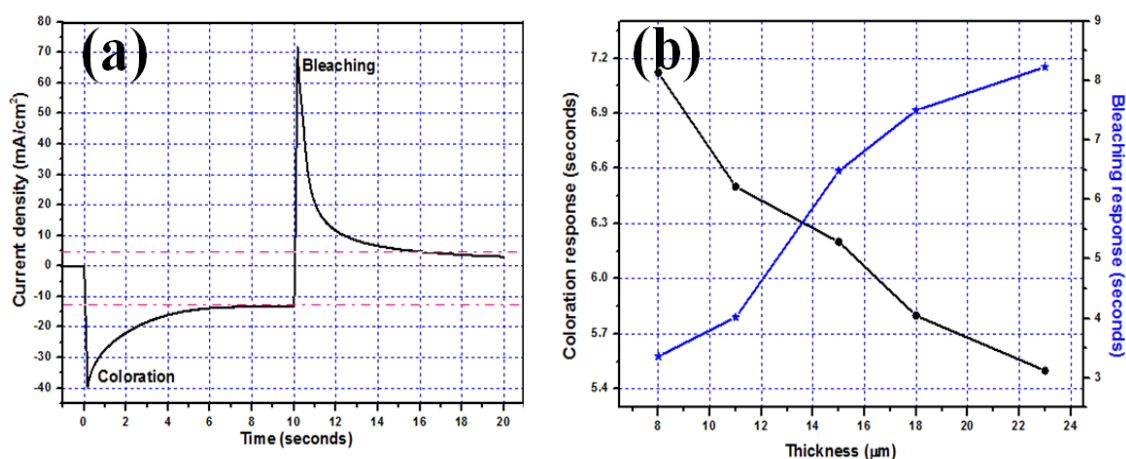 (a)
Current density (mA/cm²)
80
70
60
50
40
30
20
10
0
-10
-20
-30
-40
Bleaching
Coloration
0 2 4 6 8 10 12 14 16 18 20
Time (seconds)
(b)
Coloration response (seconds)
7.2
6.9
6.6
6.3
6.0
5.7
5.4
8 10 12 14 16 18 20 22 24
Thickness (µm)
9
8
7
6
5
4
3
Bleaching response
(seconds)